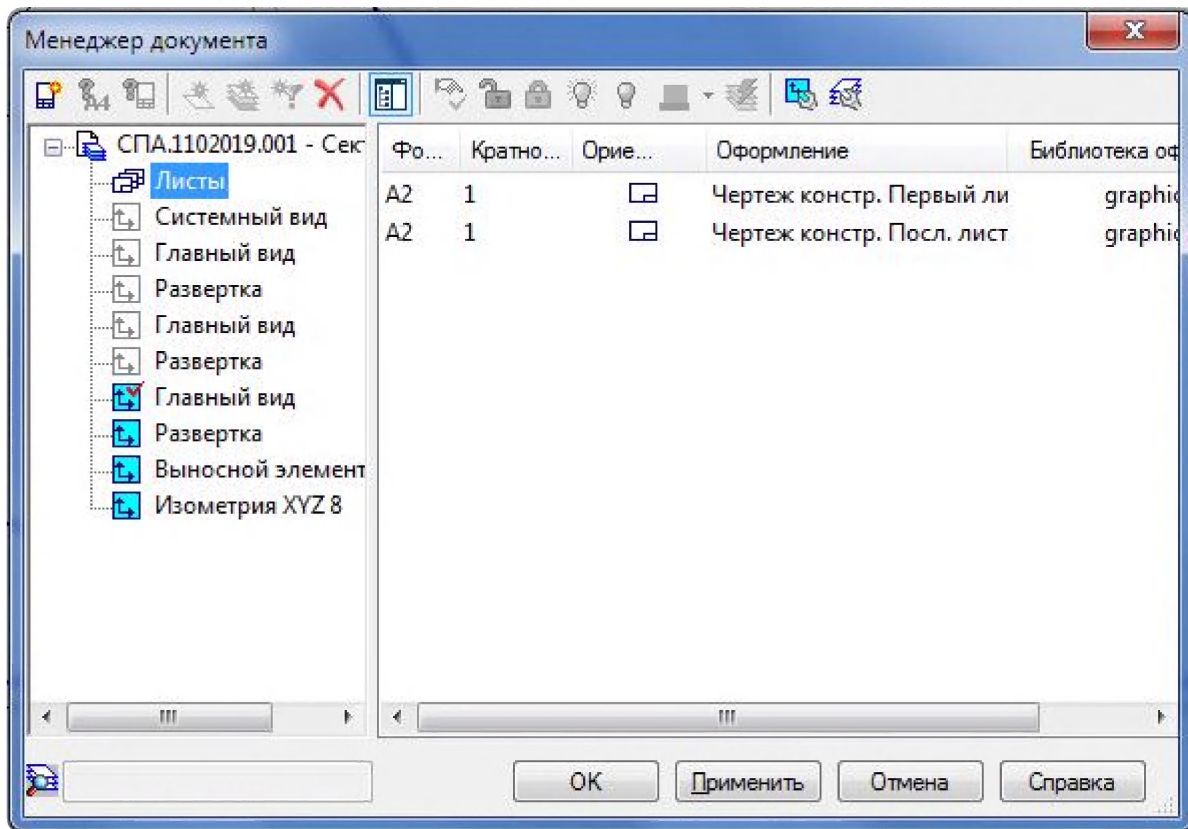 Менеджер документа
СПА.1102019.001 - Сек
Листы
Системный вид
Главный вид
Развертка
Главный вид
Развертка
Главный вид
Развертка
Выносной элемент
Изометрия XYZ 8
Фо... Кратно... Орие... Оформление Библиотека оф
A2 1 Чертеж констр. Первый ли graphic
A2 1 Чертеж констр. Посл. лист graphic
OK Применить Отмена Справка